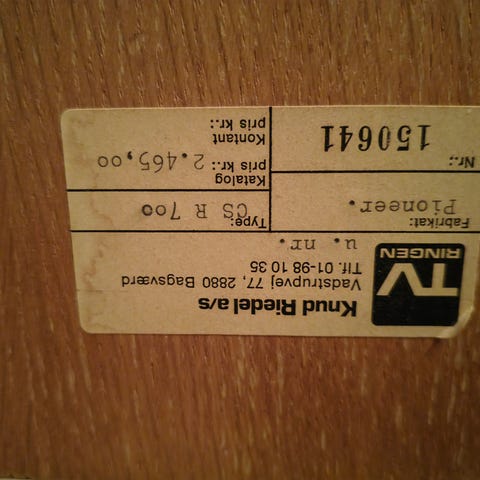 TV
RINGEN
Knud Riedel a/s
Vadstrupvej 77, 2880 Bagsværd
Tlf. 01-98 10 35
u. nr.
Fabrikat:
Pioneer.
Type:
CS R 700
Nr.:
150641
Katalog
pris kr.: 2.465,00
Kontant
pris kr.: